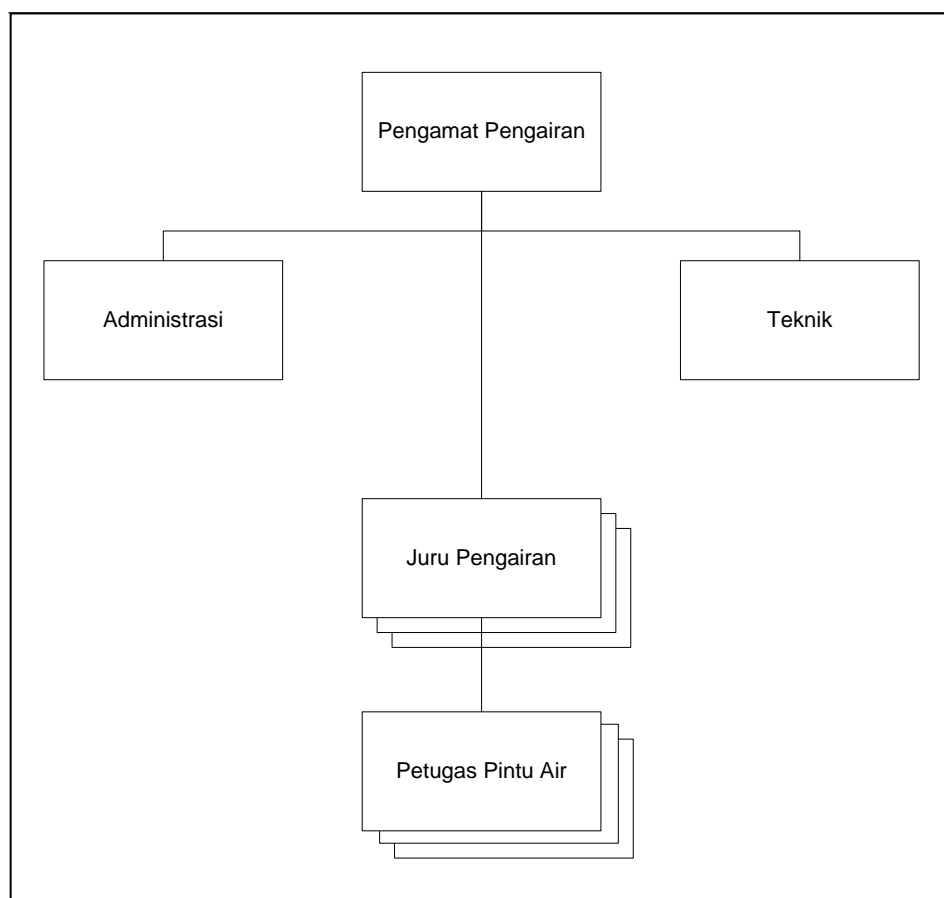 Pengamat Pengairan
Administrasi
Teknik
Juru Pengairan
Petugas Pintu Air